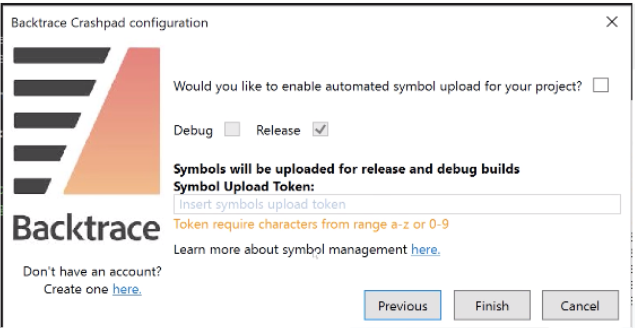 Backtrace Crashpad configuration
Would you like to enable automated symbol upload for your project?
Debug Release
Symbols will be uploaded for release and debug builds
Symbol Upload Token:
Insert symbols upload token
Token require characters from range a-z or 0-9
Learn more about symbol management here.
Backtrace
Don't have an account?
Create one here.
Previous Finish Cancel